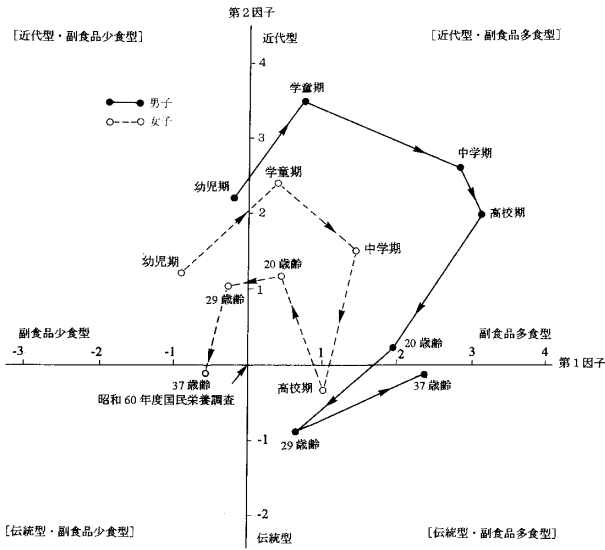 第2因子
[近代型・副食品少食型]
近代型
[近代型・副食品多食型]
4
学童期
男子
女子
3
中学期
学童期
幼児期
2
高校期
中学期
幼児期
20歳齢
29歳齢
1
副食品少食型
20歳齢
副食品多食型
-3
-2
-1
1
2
3
4
第1因子
37歳齢
高校期
37歳齢
昭和60年度国民栄養調査
-1
29歳齢
-2
[伝統型・副食品少食型]
伝統型
[伝統型・副食品多食型]